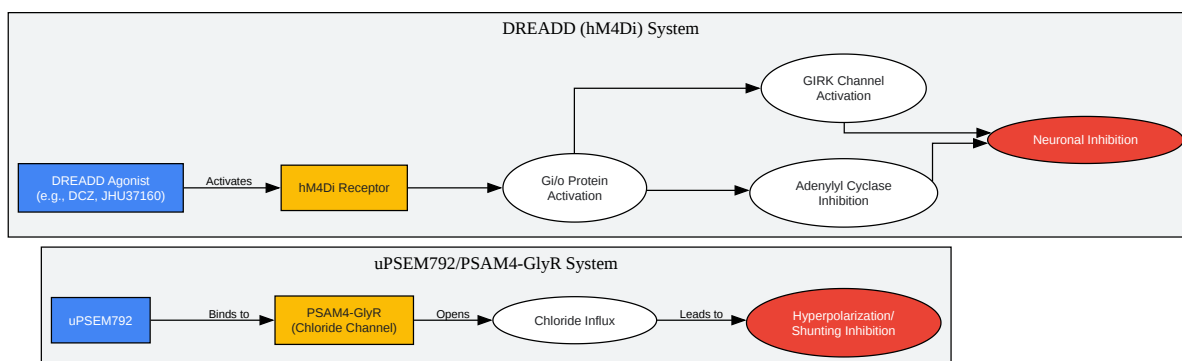 DREADD (hM4Di) System
GIRK Channel
Activation
Neuronal Inhibition
DREADD Agonist
(e.g., DCZ, JHU37160)
Activates
hM4Di Receptor
Gi/o Protein
Activation
Adenylyl Cyclase
Inhibition
uPSEM792/PSAM4-GlyR System
uPSEM792
Binds to
PSAM4-GlyR
(Chloride Channel)
Opens
Chloride Influx
Leads to
Hyperpolarization/
Shunting Inhibition